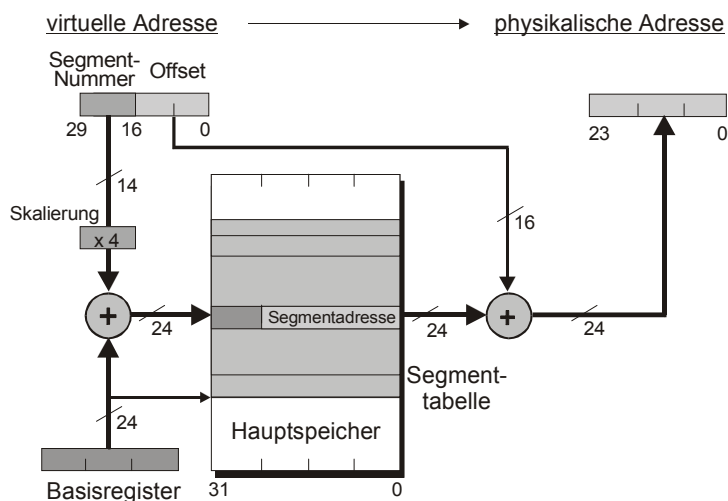 virtuelle Adresse
physikalische Adresse
Segment-
Nummer
Offset
29
16
0
23
0
14
16
Skalierung
x 4
+
24
Segmentadresse
24
+
24
Segment-
tabelle
24
Hauptspeicher
Basisregister
31
0